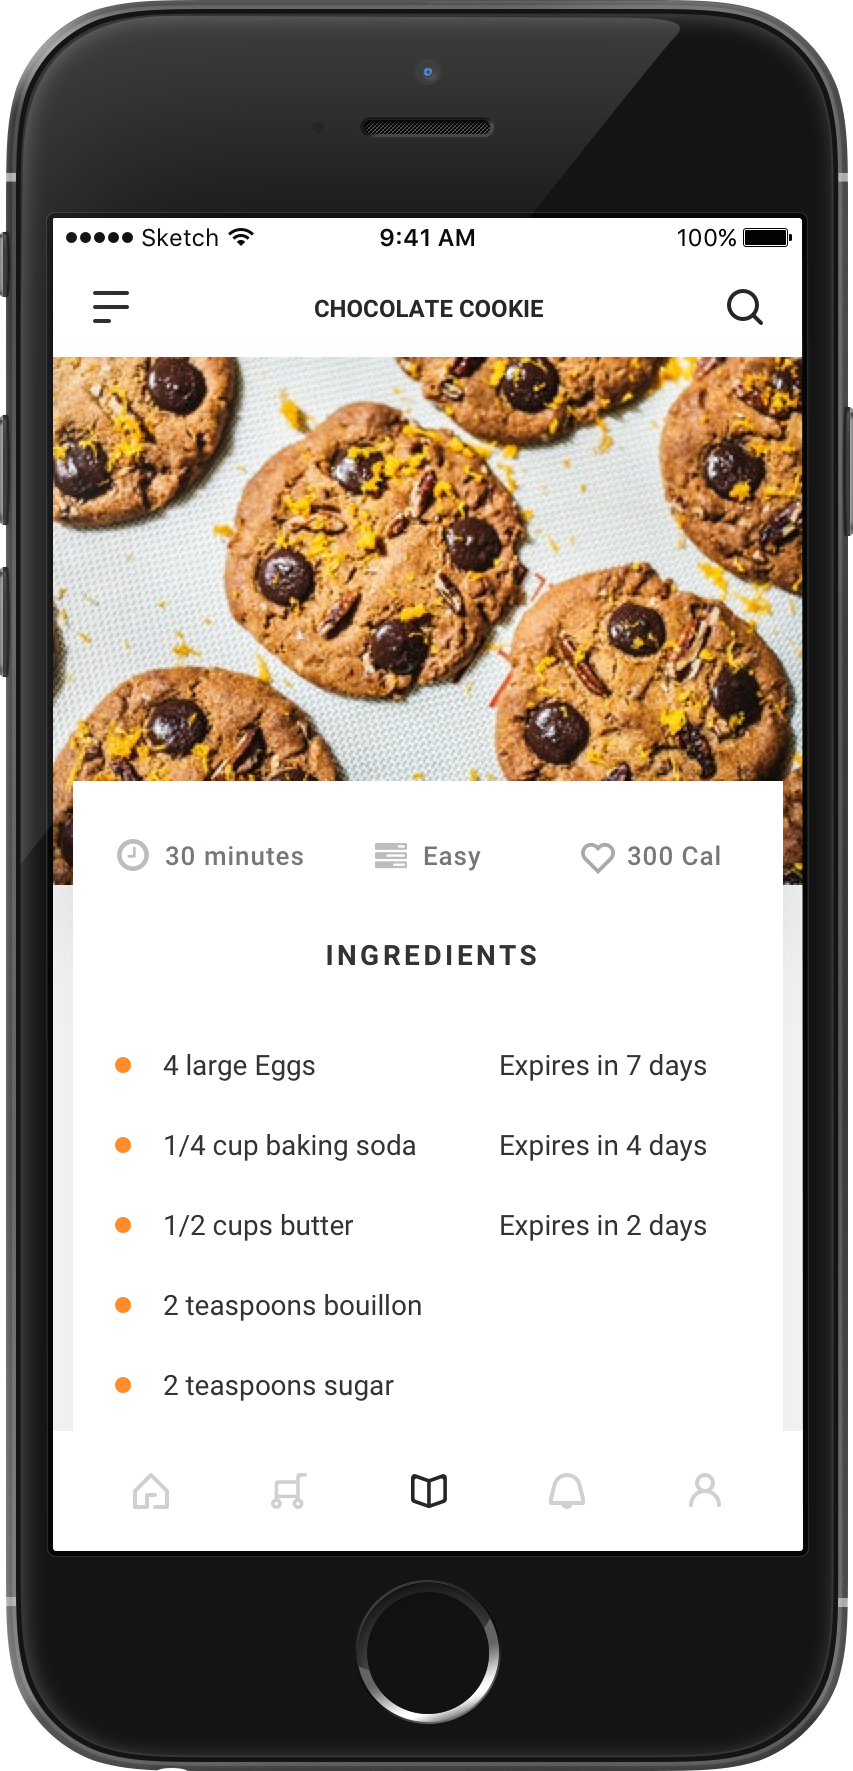 Sketch 9:41 AM 100%
CHOCOLATE COOKIE
30 minutes Easy 300 Cal
INGREDIENTS
4 large Eggs Expires in 7 days
1/4 cup baking soda Expires in 4 days
1/2 cups butter Expires in 2 days
2 teaspoons bouillon
2 teaspoons sugar